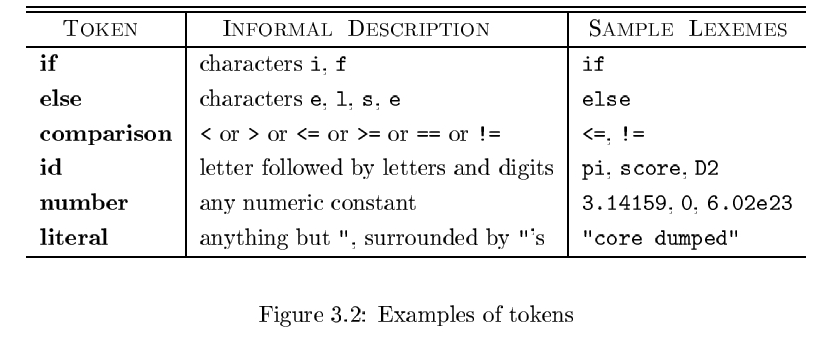 TOKEN INFORMAL DESCRIPTION SAMPLE LEXEMES
if characters i, f if
else characters e, l, s, e else
comparison < or > or <= or >= or == or != <=, !=
id letter followed by letters and digits pi, score, D2
number any numeric constant 3.14159, 0, 6.02e23
literal anything but ", surrounded by "'s "core dumped"
Figure 3.2: Examples of tokens